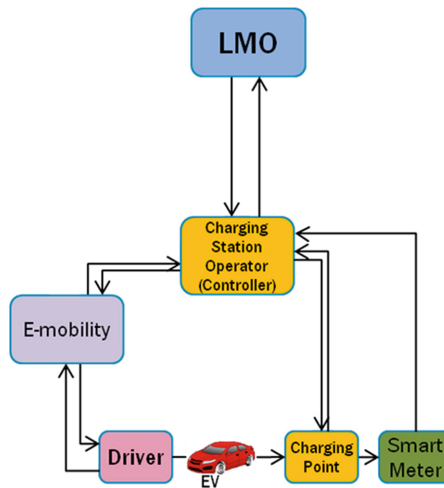 LMO
Charging
Station
Operator
(Controller)
E-mobility
Driver
EV
Charging
Point
Smart
Meter